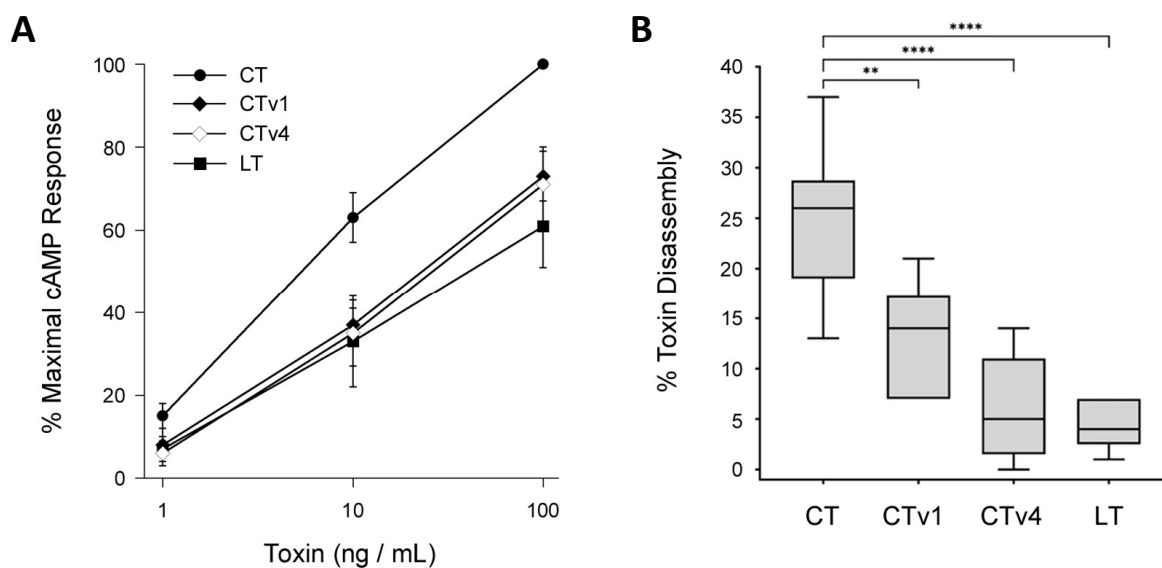 A
% Maximal cAMP Response
100
80
60
40
20
0
CT
CTv1
CTv4
LT
1 10 100
Toxin (ng / mL)
B
****
****
**
% Toxin Disassembly
40
35
30
25
20
15
10
5
0
CT CTv1 CTv4 LT